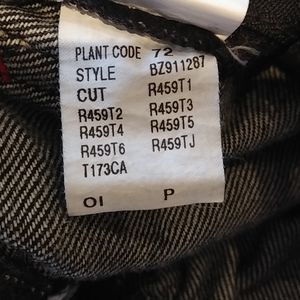 PLANT CODE 72
STYLE BZ911287
CUT R459T1
R459T2 R459T3
R459T4 R459T5
R459T6 R459TJ
T173CA
OI P